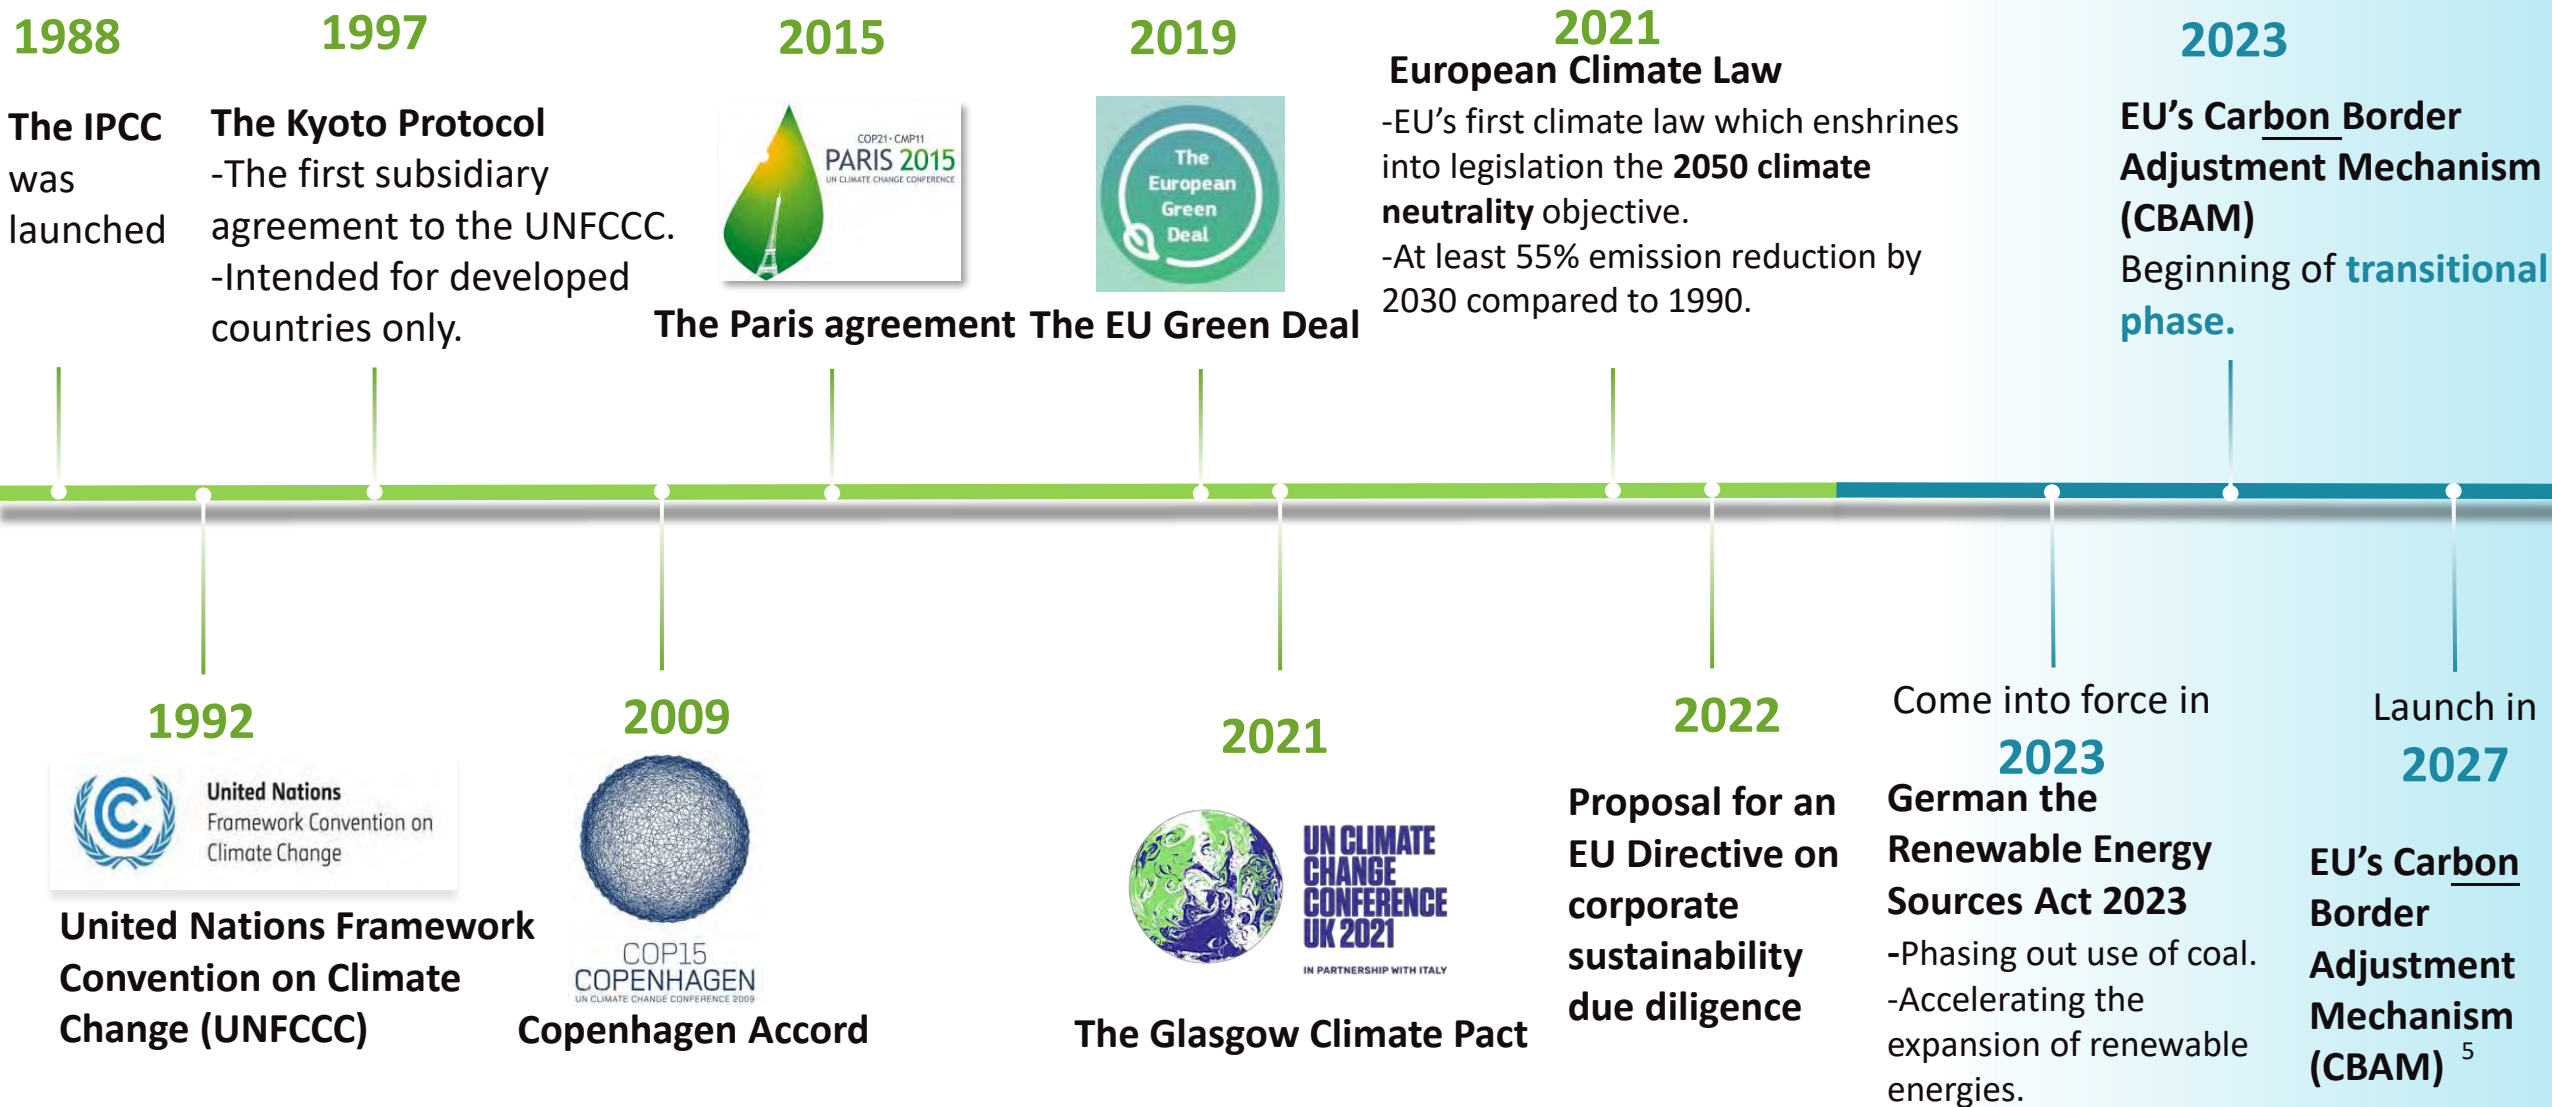 1988
The IPCC
was
launched
1997
The Kyoto Protocol
-The first subsidiary
agreement to the UNFCCC.
-Intended for developed
countries only.
2015
COP21·CMP11
PARIS 2015
UN CLIMATE CHANGE CONFERENCE
The Paris agreement
2019
The
European
Green
Deal
The EU Green Deal
2021
European Climate Law
-EU's first climate law which enshrines
into legislation the 2050 climate
neutrality objective.
-At least 55% emission reduction by
2030 compared to 1990.
2023
EU's Carbon Border
Adjustment Mechanism
(CBAM)
Beginning of transitional
phase.
1992
United Nations
Framework Convention on
Climate Change
United Nations Framework
Convention on Climate
Change (UNFCCC)
2009
COP15
COPENHAGEN
UN CLIMATE CHANGE CONFERENCE 2009
Copenhagen Accord
2021
UN CLIMATE
CHANGE
CONFERENCE
UK 2021
IN PARTNERSHIP WITH ITALY
The Glasgow Climate Pact
2022
Proposal for an
EU Directive on
corporate
sustainability
due diligence
Come into force in
2023
German the
Renewable Energy
Sources Act 2023
-Phasing out use of coal.
-Accelerating the
expansion of renewable
energies.
Launch in
2027
EU's Carbon
Border
Adjustment
Mechanism
(CBAM)
5